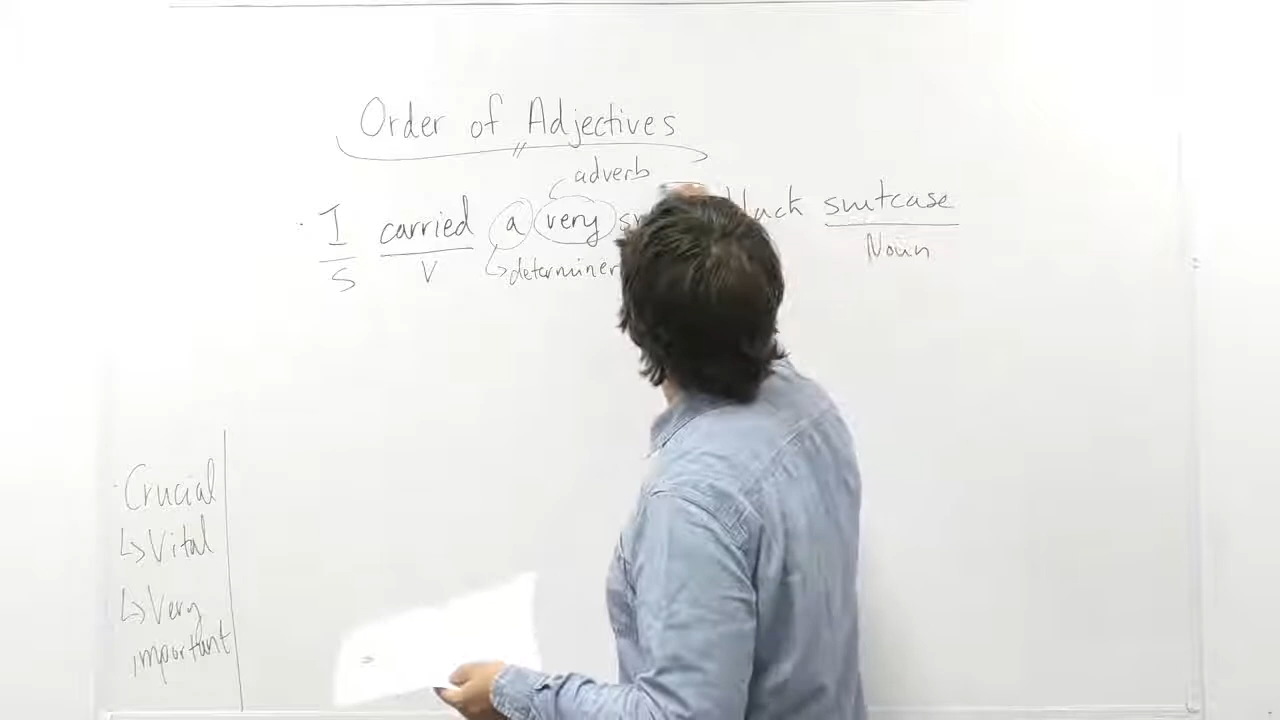 Order of Adjectives
adverb
I carried a very black suitcase
S V determiner Noun
Crucial
↳ Vital
↳ Very
important